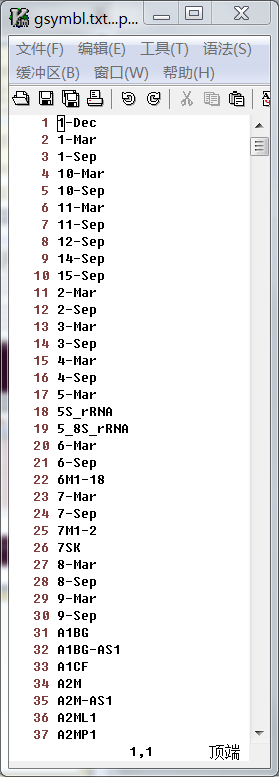 gsymbl.txt...p...
文件(F) 编辑(E) 工具(T) 语法(S)
缓冲区(B) 窗口(W) 帮助(H)
1 1-Dec
2 1-Mar
3 1-Sep
4 10-Mar
5 10-Sep
6 11-Mar
7 11-Sep
8 12-Sep
9 14-Sep
10 15-Sep
11 2-Mar
12 2-Sep
13 3-Mar
14 3-Sep
15 4-Mar
16 4-Sep
17 5-Mar
18 5S_rRNA
19 5_8S_rRNA
20 6-Mar
21 6-Sep
22 6M1-18
23 7-Mar
24 7-Sep
25 7M1-2
26 7SK
27 8-Mar
28 8-Sep
29 9-Mar
30 9-Sep
31 A1BG
32 A1BG-AS1
33 A1CF
34 A2M
35 A2M-AS1
36 A2ML1
37 A2MP1
1,1 顶端